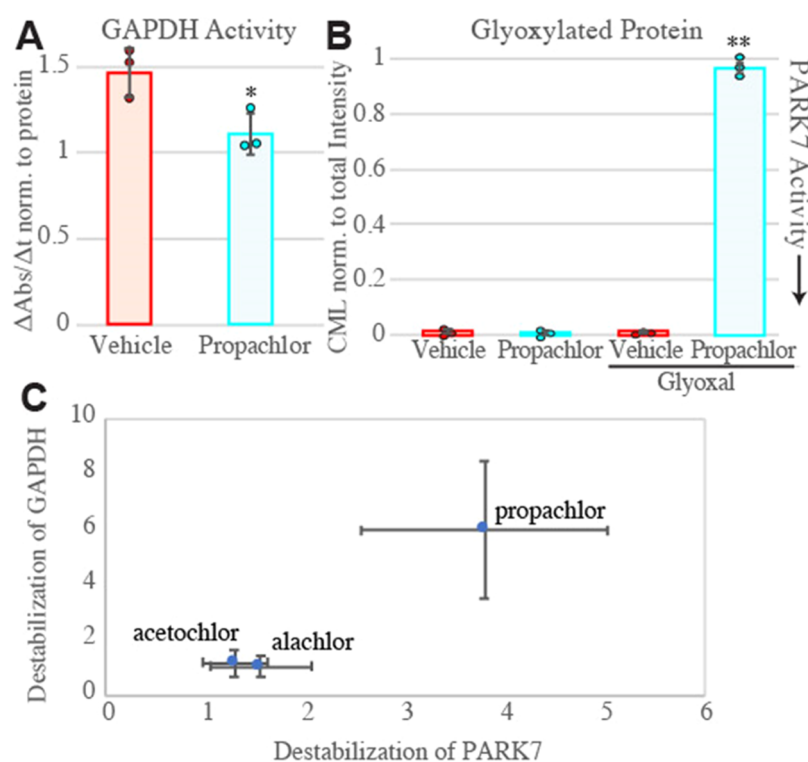 A
GAPDH Activity
ΔAbs/Δt norm. to protein
1.5
1
0.5
0
*
Vehicle
Propachlor
B
Glyoxylated Protein
CML norm. to total Intensity
1
0.8
0.6
0.4
0.2
0
**
Vehicle
Propachlor
Vehicle
Propachlor
Glyoxal
PARK7 Activity
C
Destabilization of GAPDH
10
8
6
4
2
0
propachlor
acetochlor
alachlor
0
1
2
3
4
5
6
Destabilization of PARK7